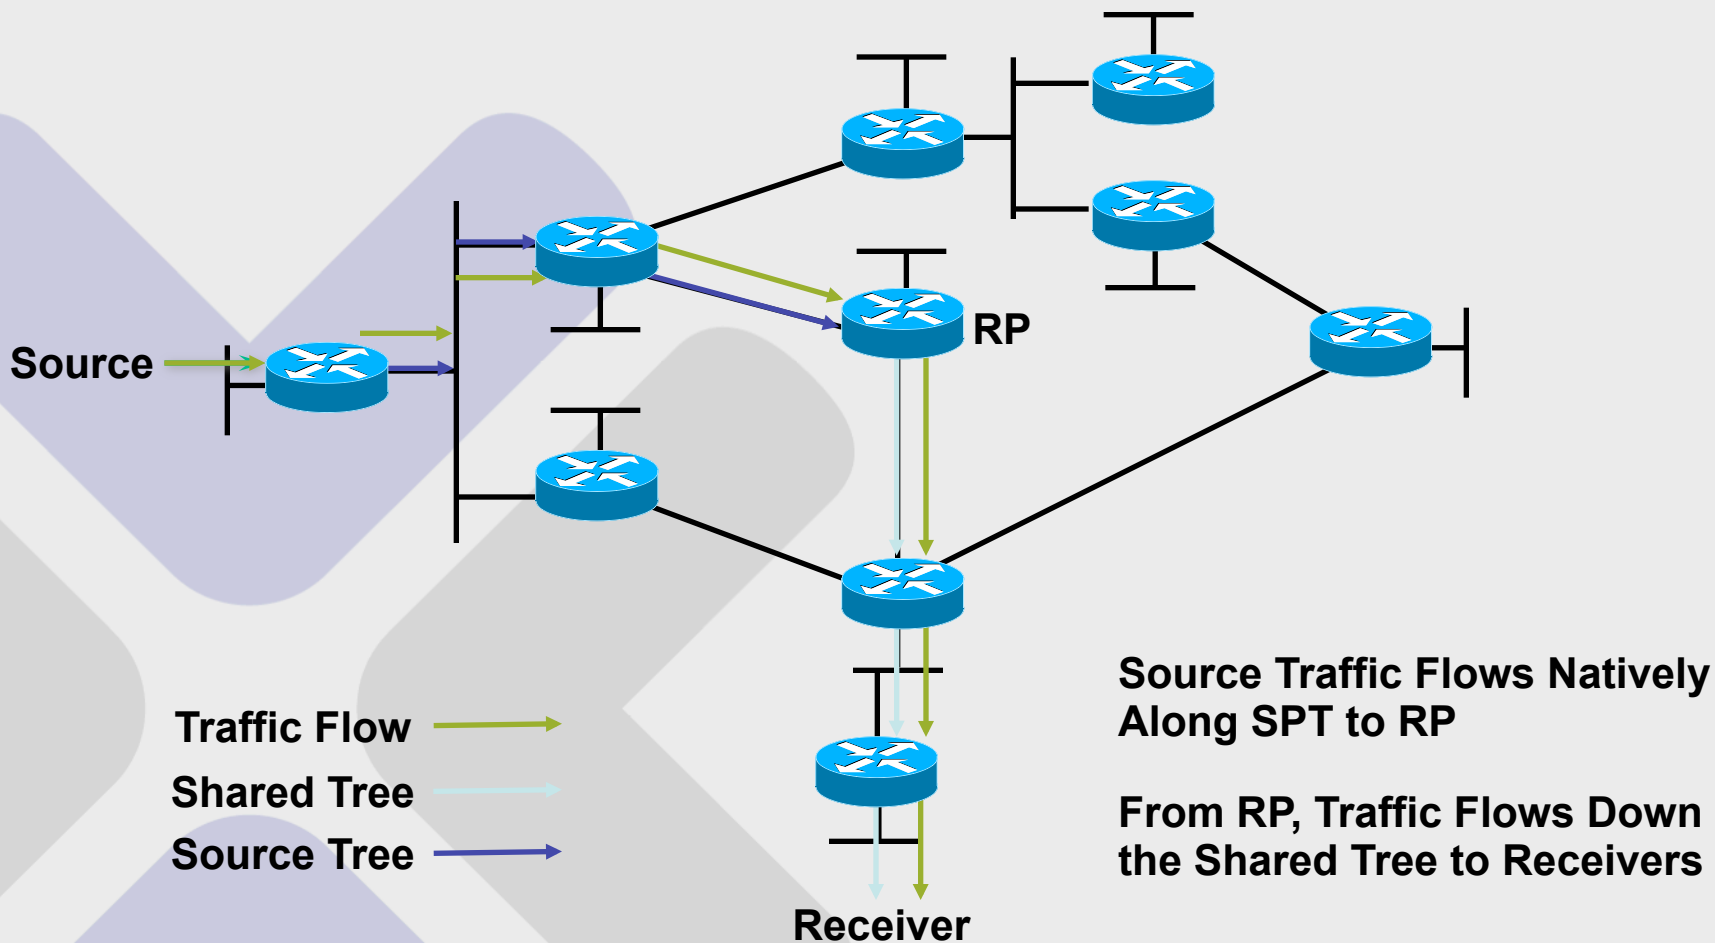 RP
Source
Traffic Flow
Shared Tree
Source Tree
Receiver
Source Traffic Flows Natively
Along SPT to RP
From RP, Traffic Flows Down
the Shared Tree to Receivers